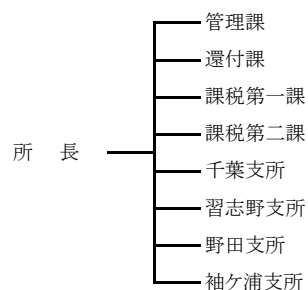 管理課
還付課
課税第一課
課税第二課
所　長
千葉支所
習志野支所
野田支所
袖ケ浦支所